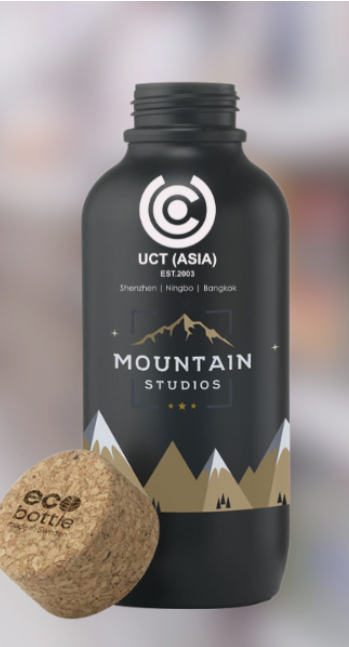 UCT (ASIA)
EST.2003
Shenzhen | Ningbo | Bangkok
MOUNTAIN
STUDIOS
eco
bottle